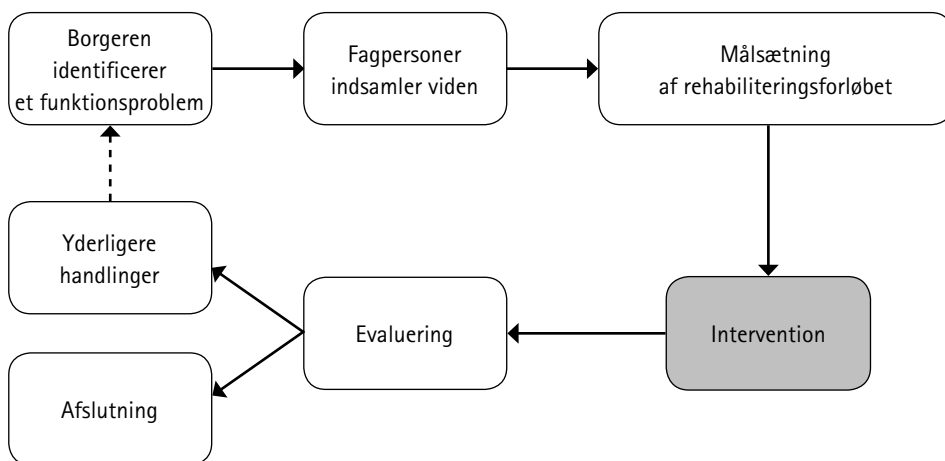 Borgeren
identificerer
et funktionsproblem
Fagpersoner
indsamler viden
Målsætning
af rehabiliteringsforløbet
Yderligere
handlinger
Evaluering
Intervention
Afslutning